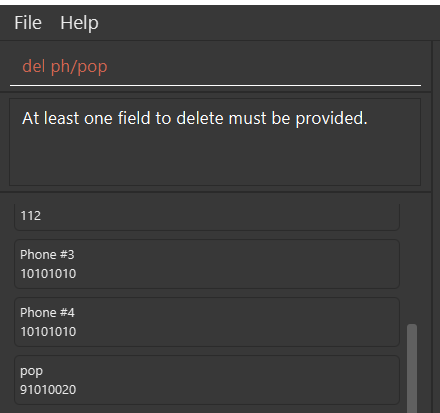 File Help
del ph/pop
At least one field to delete must be provided.
112
Phone #3
10101010
Phone #4
10101010
pop
91010020